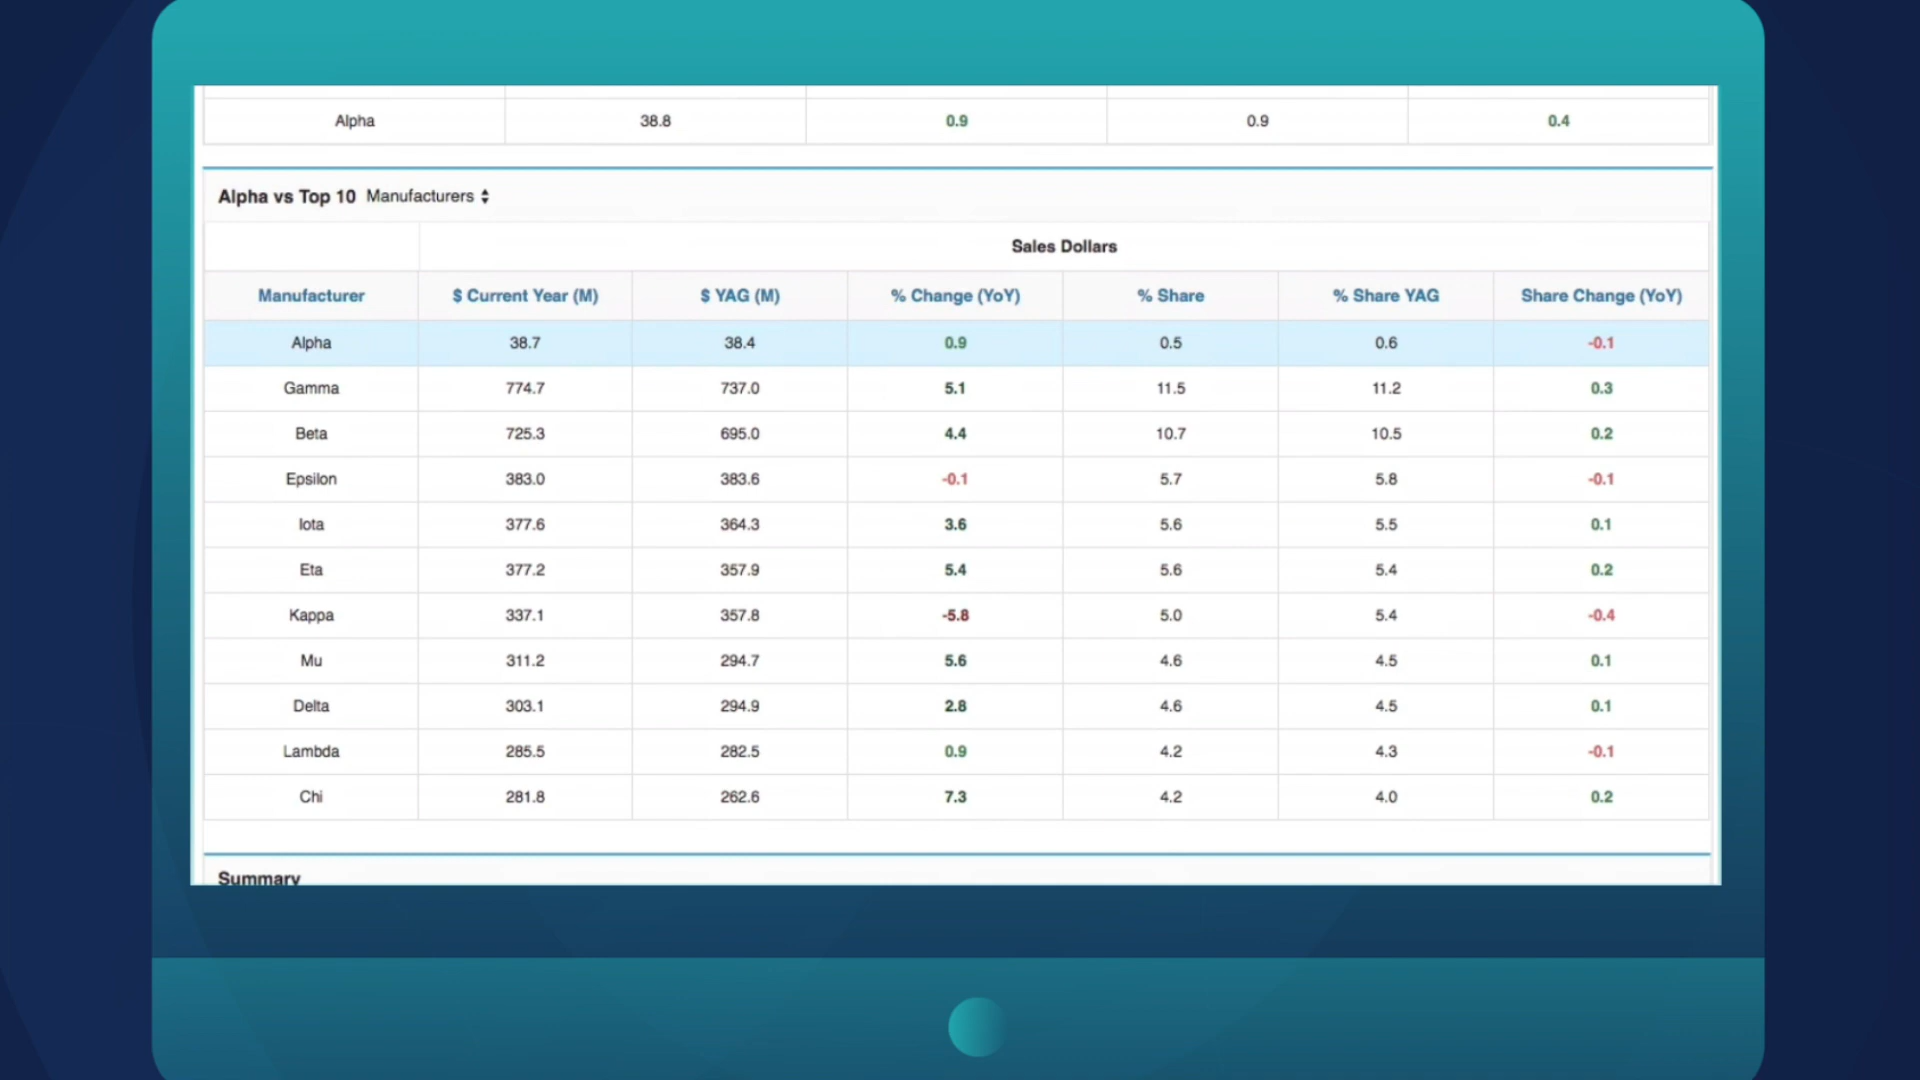 Alpha 38.8 0.9 0.9 0.4
Alpha vs Top 10 Manufacturers
Sales Dollars
Manufacturer $ Current Year (M) $ YAG (M) % Change (YoY) % Share % Share YAG Share Change (YoY)
Alpha 38.7 38.4 0.9 0.5 0.6 -0.1
Gamma 774.7 737.0 5.1 11.5 11.2 0.3
Beta 725.3 695.0 4.4 10.7 10.5 0.2
Epsilon 383.0 383.6 -0.1 5.7 5.8 -0.1
Iota 377.6 364.3 3.6 5.6 5.5 0.1
Eta 377.2 357.9 5.4 5.6 5.4 0.2
Kappa 337.1 357.8 -5.8 5.0 5.4 -0.4
Mu 311.2 294.7 5.6 4.6 4.5 0.1
Delta 303.1 294.9 2.8 4.6 4.5 0.1
Lambda 285.5 282.5 0.9 4.2 4.3 -0.1
Chi 281.8 262.6 7.3 4.2 4.0 0.2
Summary